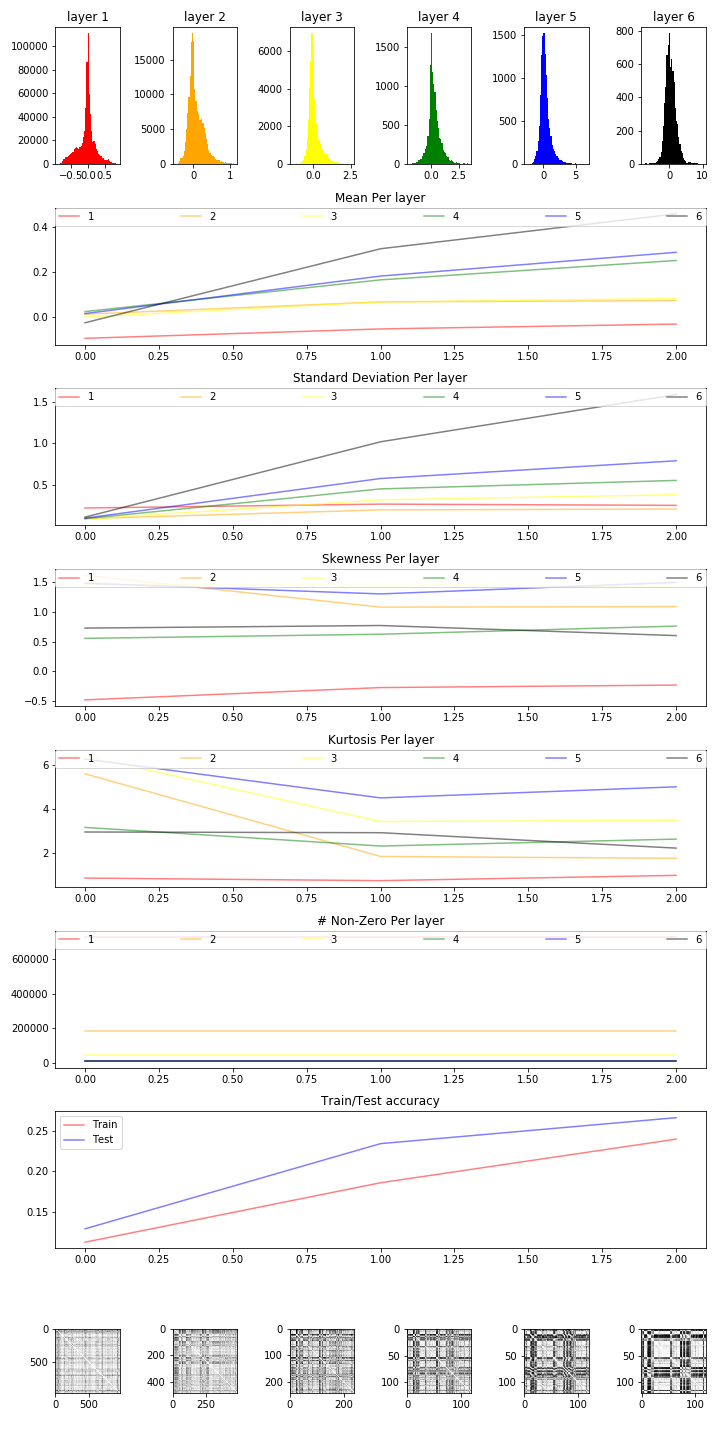 layer 1 layer 2 layer 3 layer 4 layer 5 layer 6
100000 80000 60000 40000 20000 0
−0.5 0.0 0.5
15000 10000 5000 0
0 1
6000 4000 2000 0
0.0 2.5
1500 1000 500 0
0.0 2.5
1500 1000 500 0
0 5
800 600 400 200 0
0 10
Mean Per layer
1 2 3 4 5 6
0.4
0.2
0.0
0.00 0.25 0.50 0.75 1.00 1.25 1.50 1.75 2.00
Standard Deviation Per layer
1 2 3 4 5 6
1.5
1.0
0.5
0.00 0.25 0.50 0.75 1.00 1.25 1.50 1.75 2.00
Skewness Per layer
1 2 3 4 5 6
1.5
1.0
0.5
0.0
−0.5
0.00 0.25 0.50 0.75 1.00 1.25 1.50 1.75 2.00
Kurtosis Per layer
1 2 3 4 5 6
6
4
2
0.00 0.25 0.50 0.75 1.00 1.25 1.50 1.75 2.00
# Non-Zero Per layer
1 2 3 4 5 6
600000
400000
200000
0
0.00 0.25 0.50 0.75 1.00 1.25 1.50 1.75 2.00
Train/Test accuracy
Train
Test
0.25
0.20
0.15
0.00 0.25 0.50 0.75 1.00 1.25 1.50 1.75 2.00
0 500
0 500
0 200 400
0 250
0 100 200
0 200
0 50 100
0 100
0 50 100
0 100
0 50 100
0 100